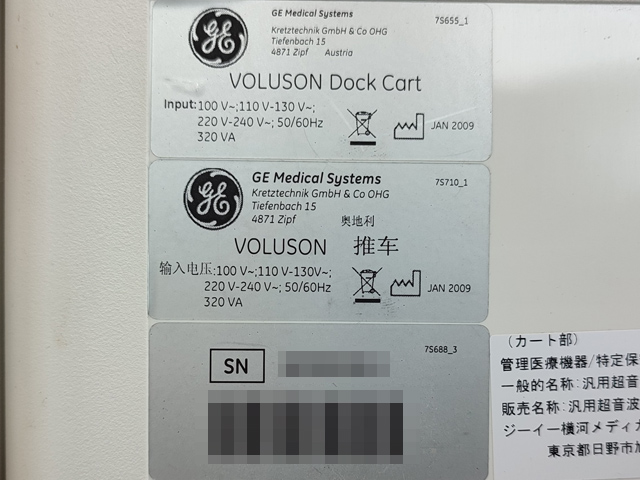 GE Medical Systems
7S655_1
Kretztechnik GmbH & Co OHG
Tiefenbach 15
4871 Zipf Austria
GE
VOLUSON Dock Cart
Input: 100 V~; 110 V-130 V~;
220 V-240 V~; 50/60Hz
320 VA
JAN 2009
GE Medical Systems
7S710_1
Kretztechnik GmbH & Co OHG
Tiefenbach 15
4871 Zipf 奥地利
GE
VOLUSON 推车
输入电压:100 V~;110 V-130V~;
220 V-240 V~; 50/60Hz
320 VA
JAN 2009
7S688_3
SN
(カート部)
管理医療機器/特定保
一般的名称:汎用超音
販売名称:汎用超音波
ジーイー横河メディカ
東京都日野市旭